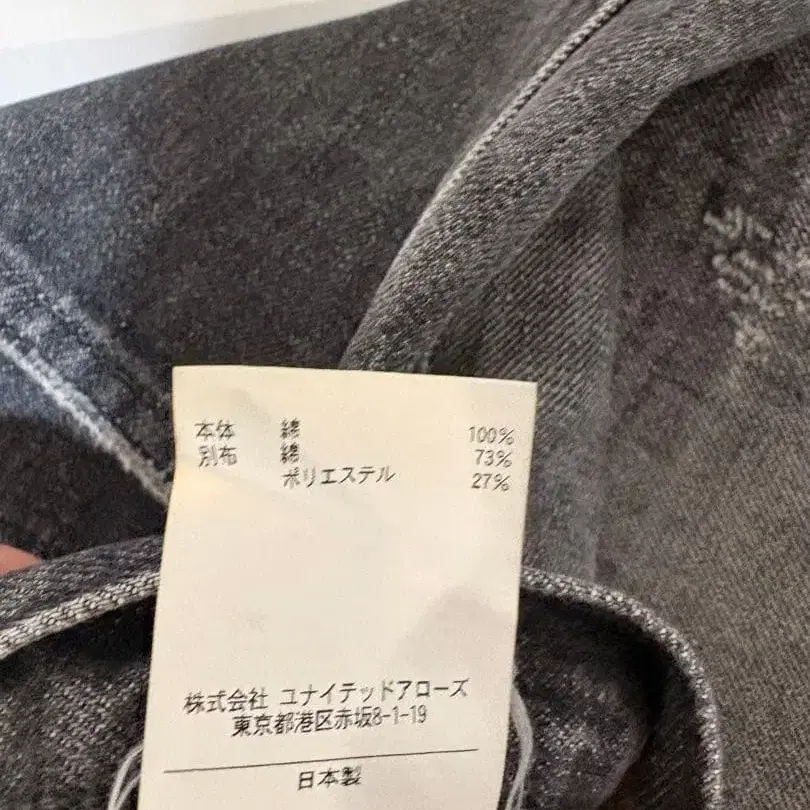 本体 綿 100%
別布 綿 73%
ポリエステル 27%
株式会社 ユナイテッドアローズ
東京都港区赤坂8-1-19
日本製